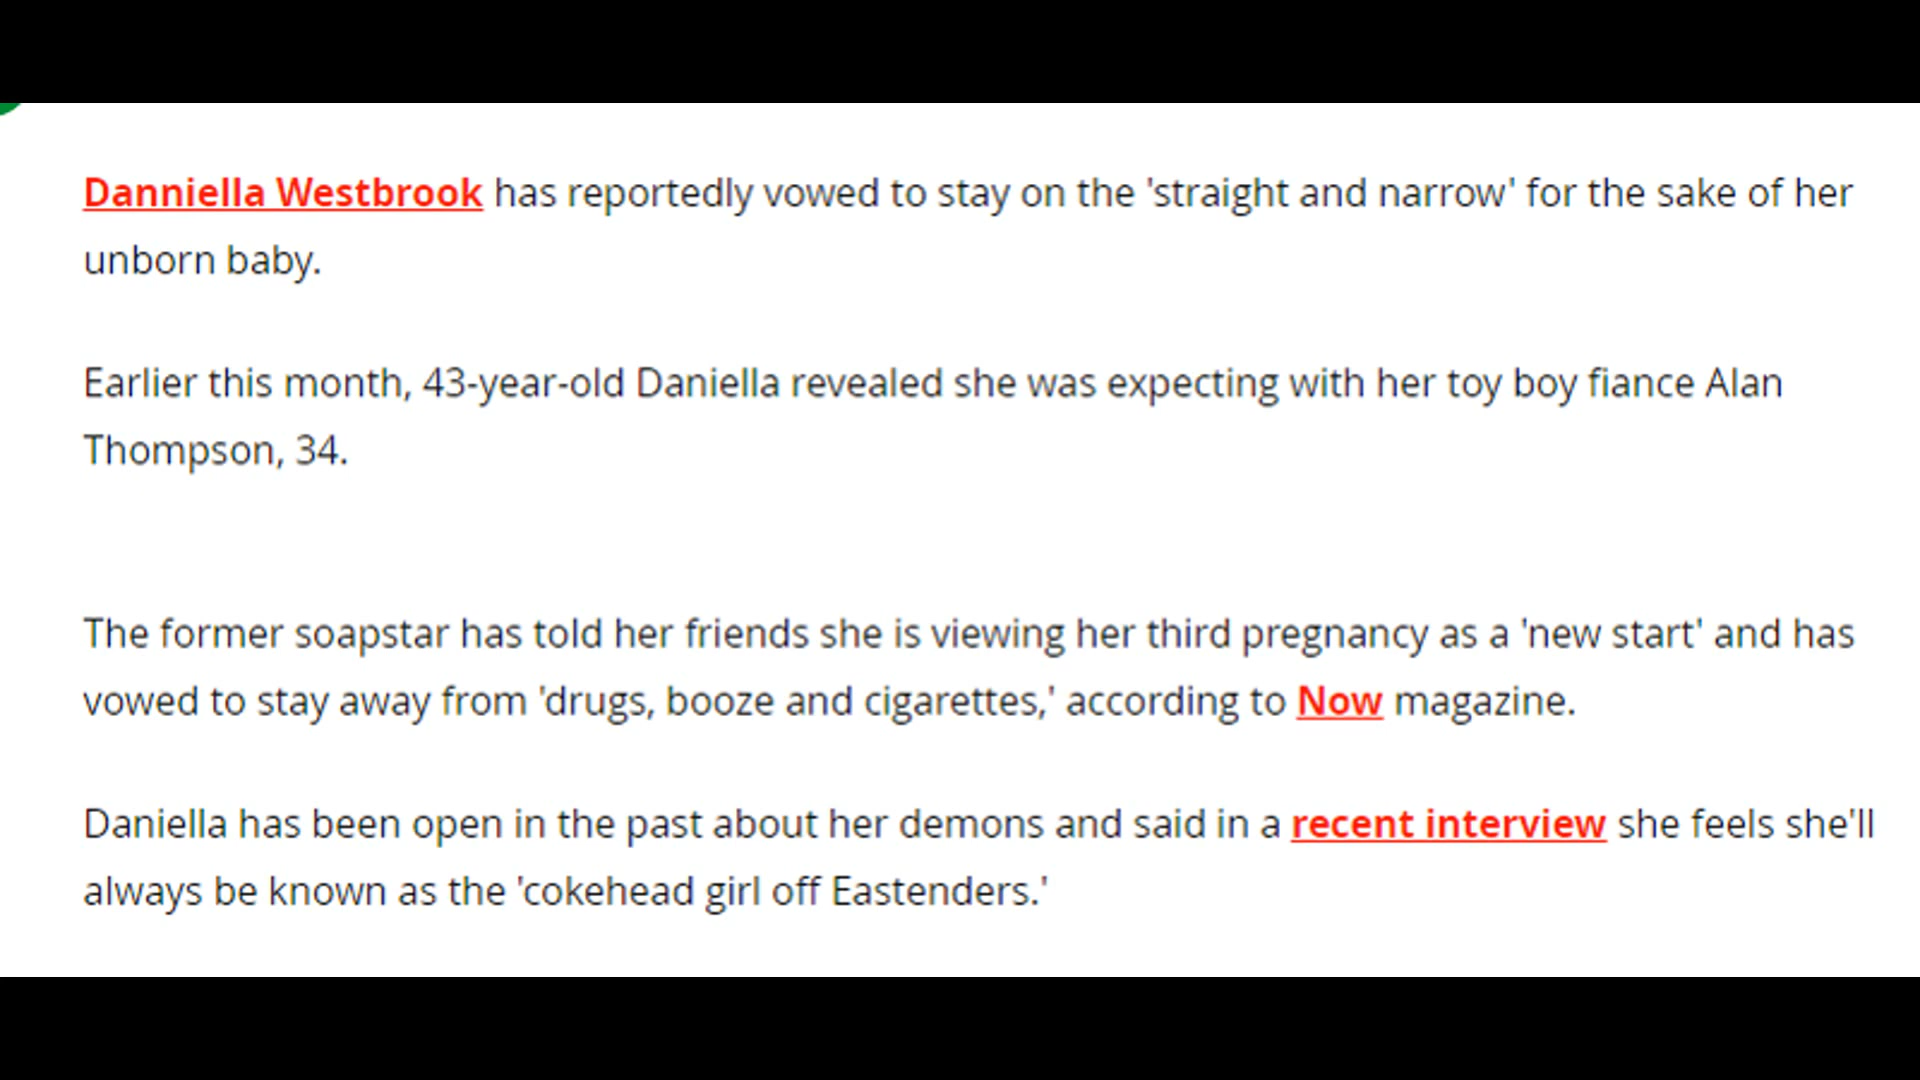 Danniella Westbrook has reportedly vowed to stay on the 'straight and narrow' for the sake of her
unborn baby.
Earlier this month, 43-year-old Daniella revealed she was expecting with her toy boy fiance Alan
Thompson, 34.
The former soapstar has told her friends she is viewing her third pregnancy as a 'new start' and has
vowed to stay away from 'drugs, booze and cigarettes,' according to Now magazine.
Daniella has been open in the past about her demons and said in a recent interview she feels she'll
always be known as the 'cokehead girl off Eastenders.'